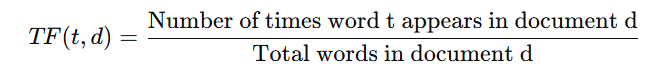 TF(t, d) = Number of times word t appears in document d
Total words in document d